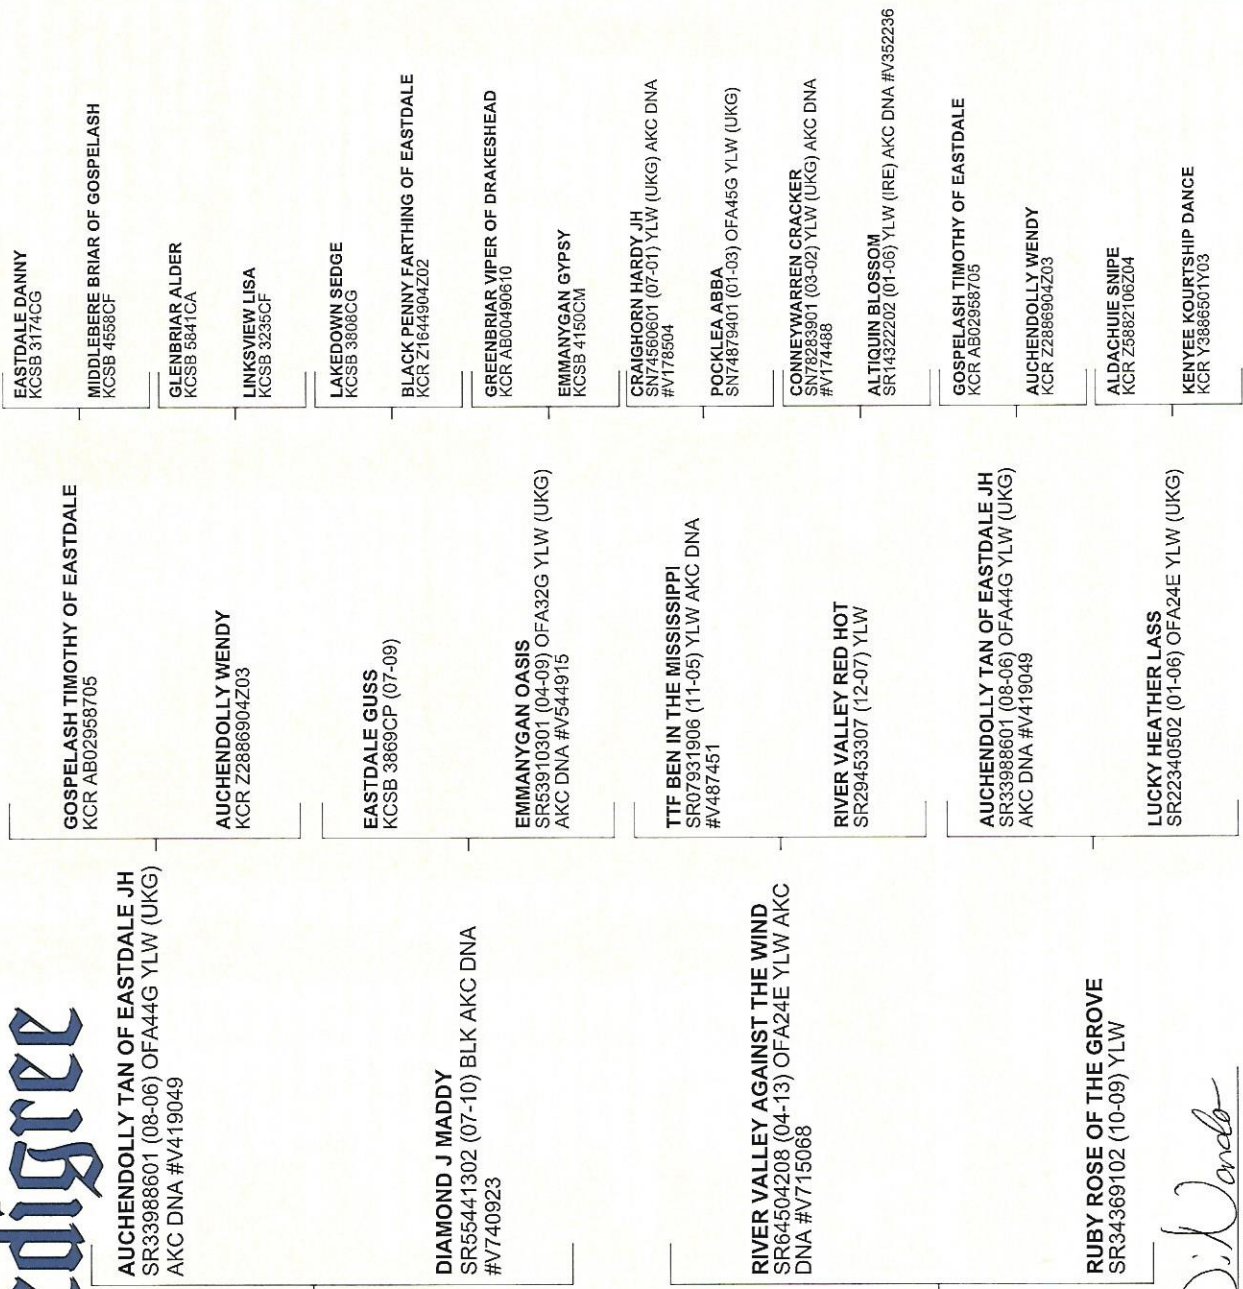 digree
AUCHENDOLLY TAN OF EASTDALE JH
SR33988601 (08-06) OFA44G YLW (UKG)
AKC DNA #V419049
DIAMOND J MADDY
SR55441302 (07-10) BLK AKC DNA
#V740923
RIVER VALLEY AGAINST THE WIND
SR64504208 (04-13) OFA24E YLW AKC
DNA #V715068
RUBY ROSE OF THE GROVE
SR34369102 (10-09) YLW
GOSPELASH TIMOTHY OF EASTDALE
KCR AB02958705
AUCHENDOLLY WENDY
KCR Z2886904Z03
EASTDALE GUSS
KCSB 3869CP (07-09)
EMMANYGAN OASIS
SR53910301 (04-09) OFA32G YLW (UKG)
AKC DNA #V544915
TTF BEN IN THE MISSISSIPPI
SR07931906 (11-05) YLW AKC DNA
#V487451
RIVER VALLEY RED HOT
SR29453307 (12-07) YLW
AUCHENDOLLY TAN OF EASTDALE JH
SR33988601 (08-06) OFA44G YLW (UKG)
AKC DNA #V419049
LUCKY HEATHER LASS
SR22340502 (01-06) OFA24E YLW (UKG)
EASTDALE DANNY
KCSB 3174CG
MIDDLEBERE BRIAR OF GOSPELASH
KCSB 4558CF
GLENBRIAR ALDER
KCSB 5841CA
LINKSVIEW LISA
KCSB 3235CF
LAKEDOWN SEDGE
KCSB 3808CG
BLACK PENNY FARTHING OF EASTDALE
KCR Z1644904Z02
GREENBRIAR VIPER OF DRAKESHEAD
KCR AB00490610
EMMANYGAN GYPSY
KCSB 4150CM
CRAIGHORN HARDY JH
SN74560601 (07-01) YLW (UKG) AKC DNA
#V178504
POCKLEA ABBA
SN74879401 (01-03) OFA45G YLW (UKG)
CONNEYWARREN CRACKER
SN78283901 (03-02) YLW (UKG) AKC DNA
#V174488
ALTIQUIN BLOSSOM
SR14322202 (01-06) YLW (IRE) AKC DNA #V352236
GOSPELASH TIMOTHY OF EASTDALE
KCR AB02958705
AUCHENDOLLY WENDY
KCR Z2886904Z03
ALDACHUIE SNIPE
KCR Z5882106Z04
KENYEE KOURTSHIP DANCE
KCR Y3886501Y03